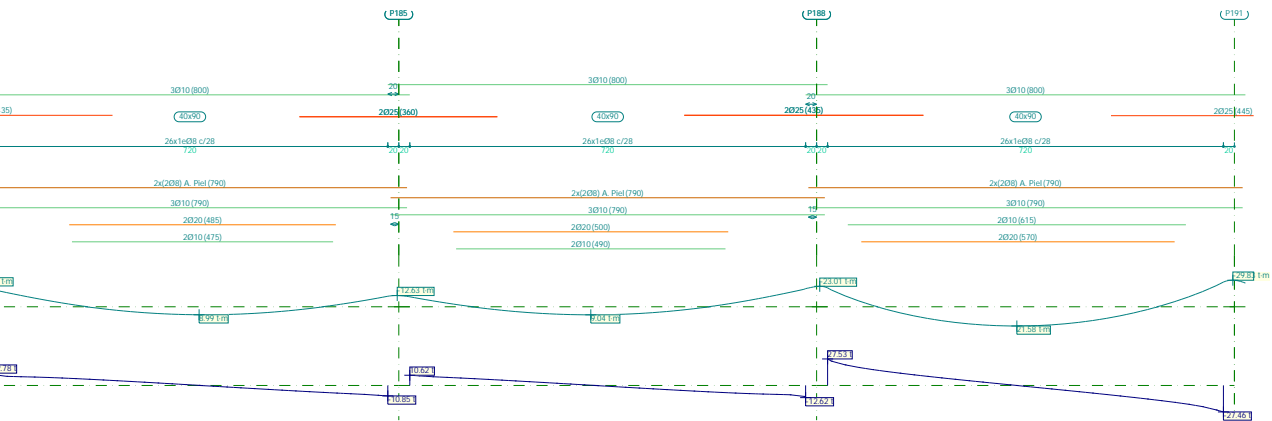 P185 P188 P191
3Ø10 (800)
20
3Ø10 (800) 3Ø10 (800)
20
35) 40x90 2Ø25 (360) 40x90 2Ø25 (435) 40x90 2Ø25 (445)
26x1eØ8 c/28 26x1eØ8 c/28 26x1eØ8 c/28
720 20 20 720 20 20 720 20
2x(2Ø8) A. Piel (790) 2x(2Ø8) A. Piel (790)
2x(2Ø8) A. Piel (790)
3Ø10 (790) 3Ø10 (790)
3Ø10 (790)
15 15
2Ø20 (485) 2Ø10 (615)
2Ø20 (500)
2Ø10 (475) 2Ø20 (570)
2Ø10 (490)
-29.83 t·m
t·m -23.01 t·m
-12.63 t·m
8.99 t·m 9.04 t·m
21.58 t·m
27.53 t
.78 t 10.62 t
-10.85 t -12.62 t
-27.46 t